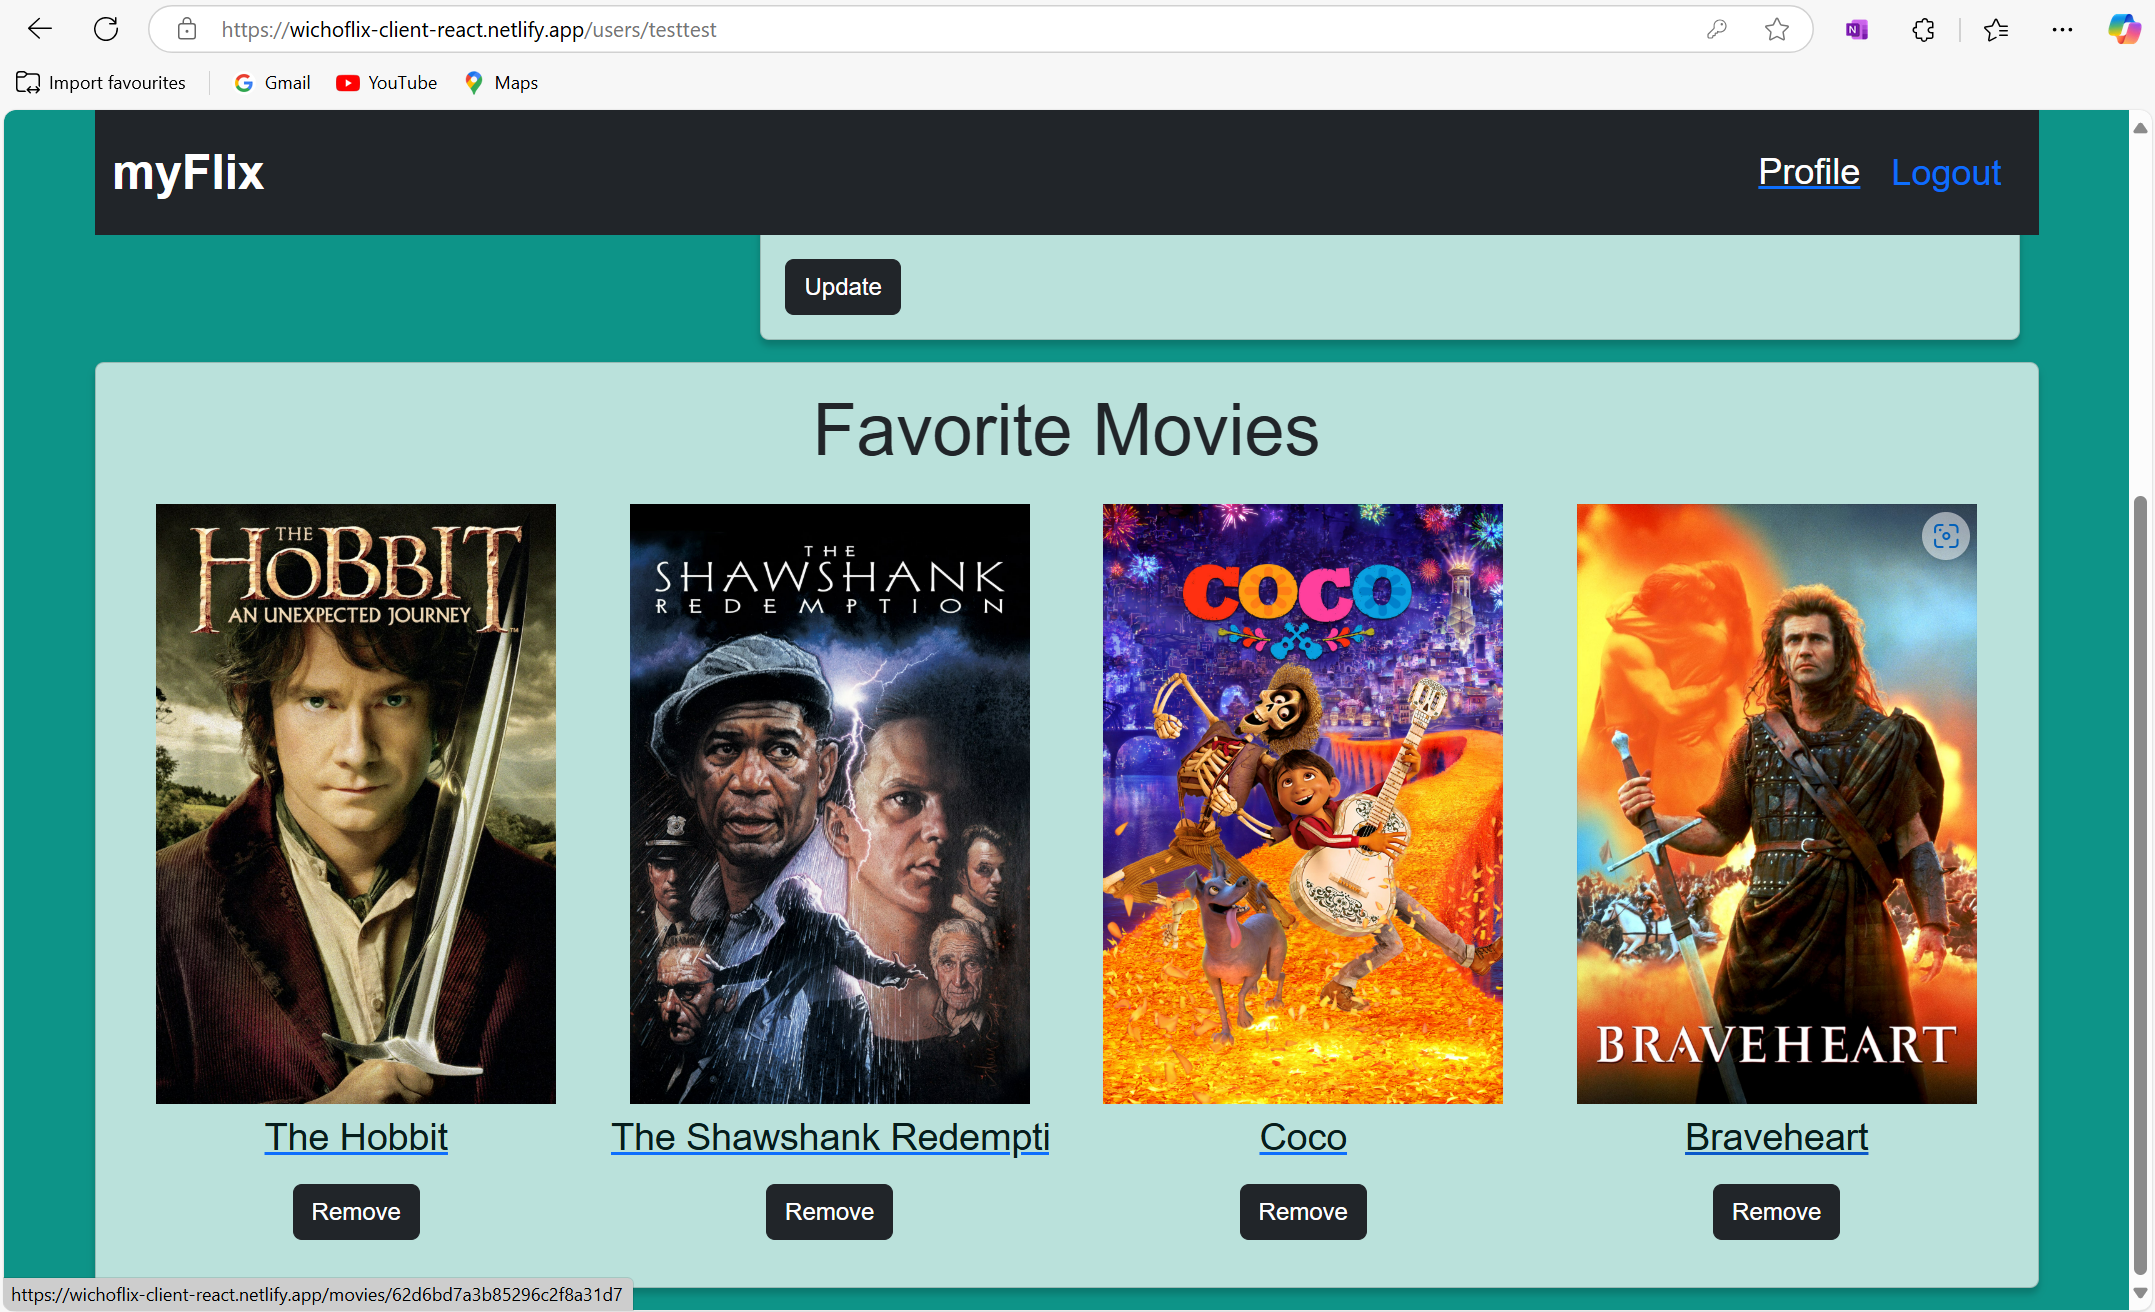 https://wichoflix-client-react.netlify.app/users/testtest
Import favourites Gmail YouTube Maps
myFlix Profile Logout
Update
Favorite Movies
THE
HOBBIT
AN UNEXPECTED JOURNEY
THE
SHAWSHANK
REDEMPTION
COCO
BRAVEHEART
The Hobbit The Shawshank Redempti Coco Braveheart
Remove Remove Remove Remove
https://wichoflix-client-react.netlify.app/movies/62d6bd7a3b85296c2f8a31d7